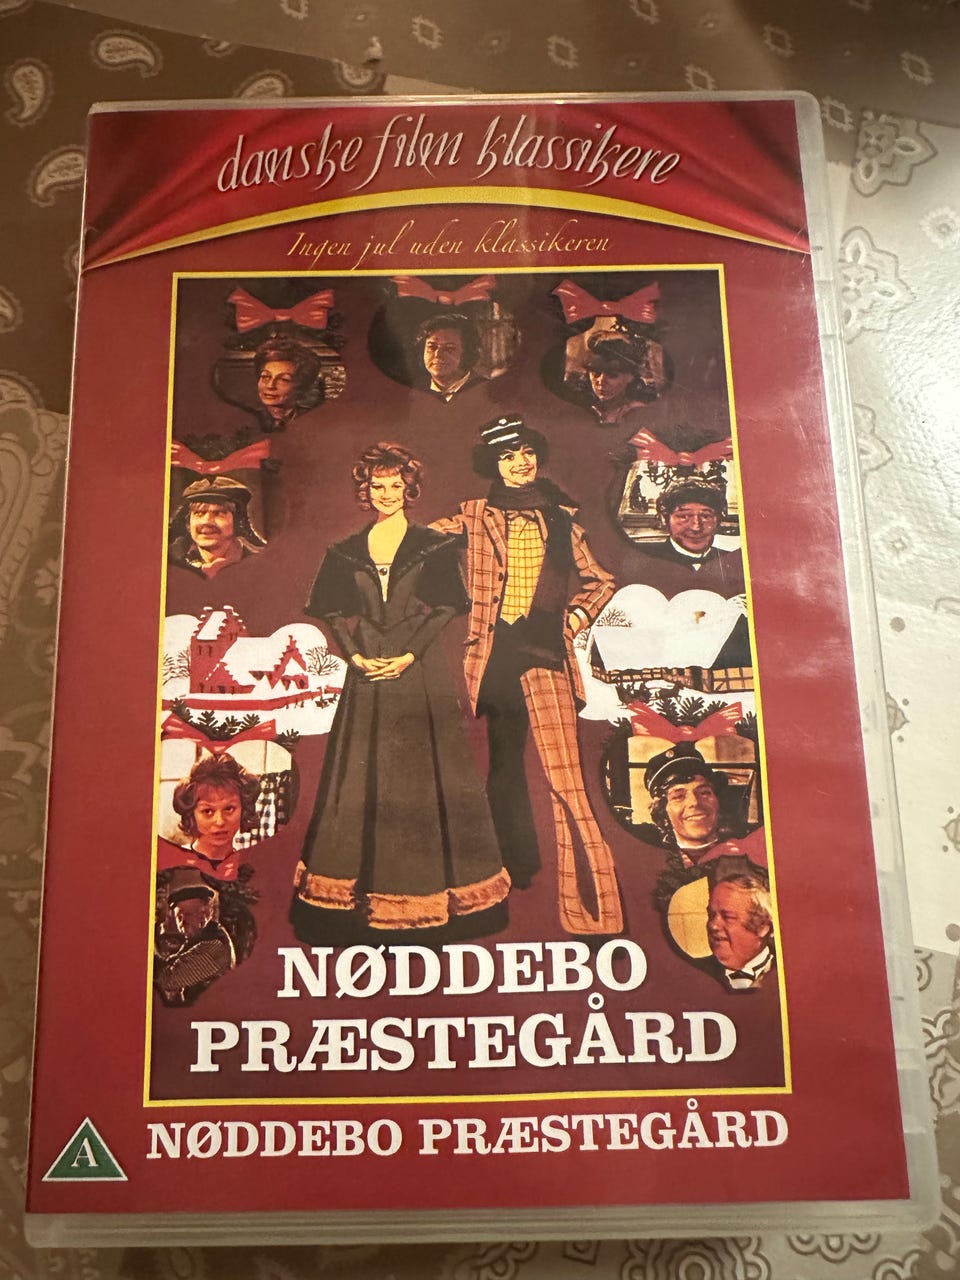 danske film klassikere
Ingen jul uden klassikeren
NØDDEBO
PRÆSTEGÅRD
A
NØDDEBO PRÆSTEGÅRD